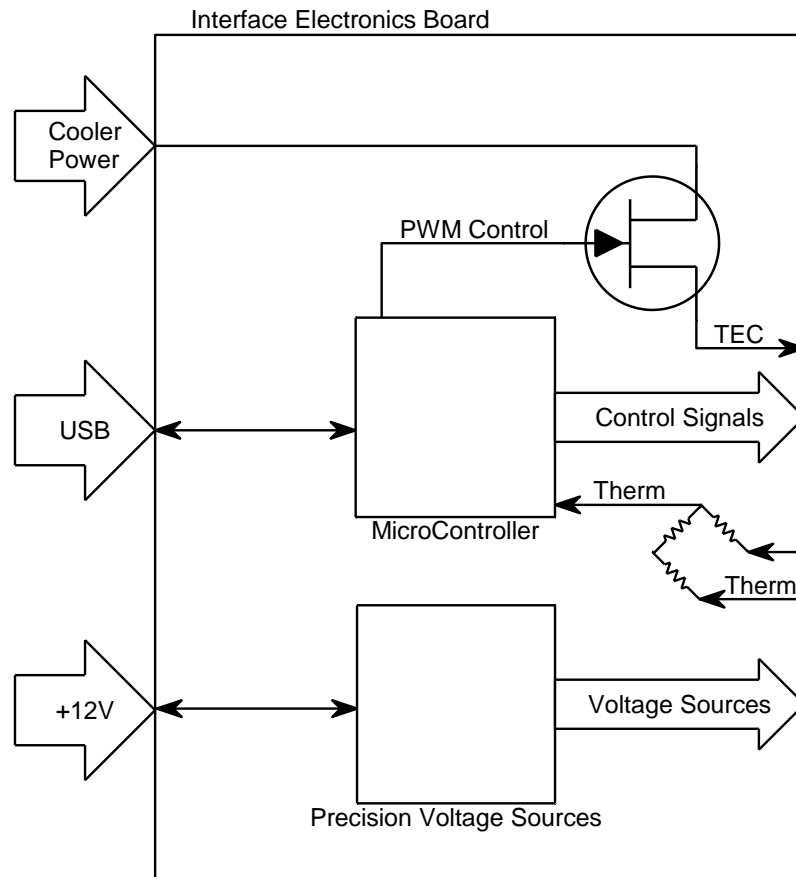 Interface Electronics Board
Cooler
Power
PWM Control
TEC
USB
Control Signals
Therm
MicroController
Therm
+12V
Voltage Sources
Precision Voltage Sources